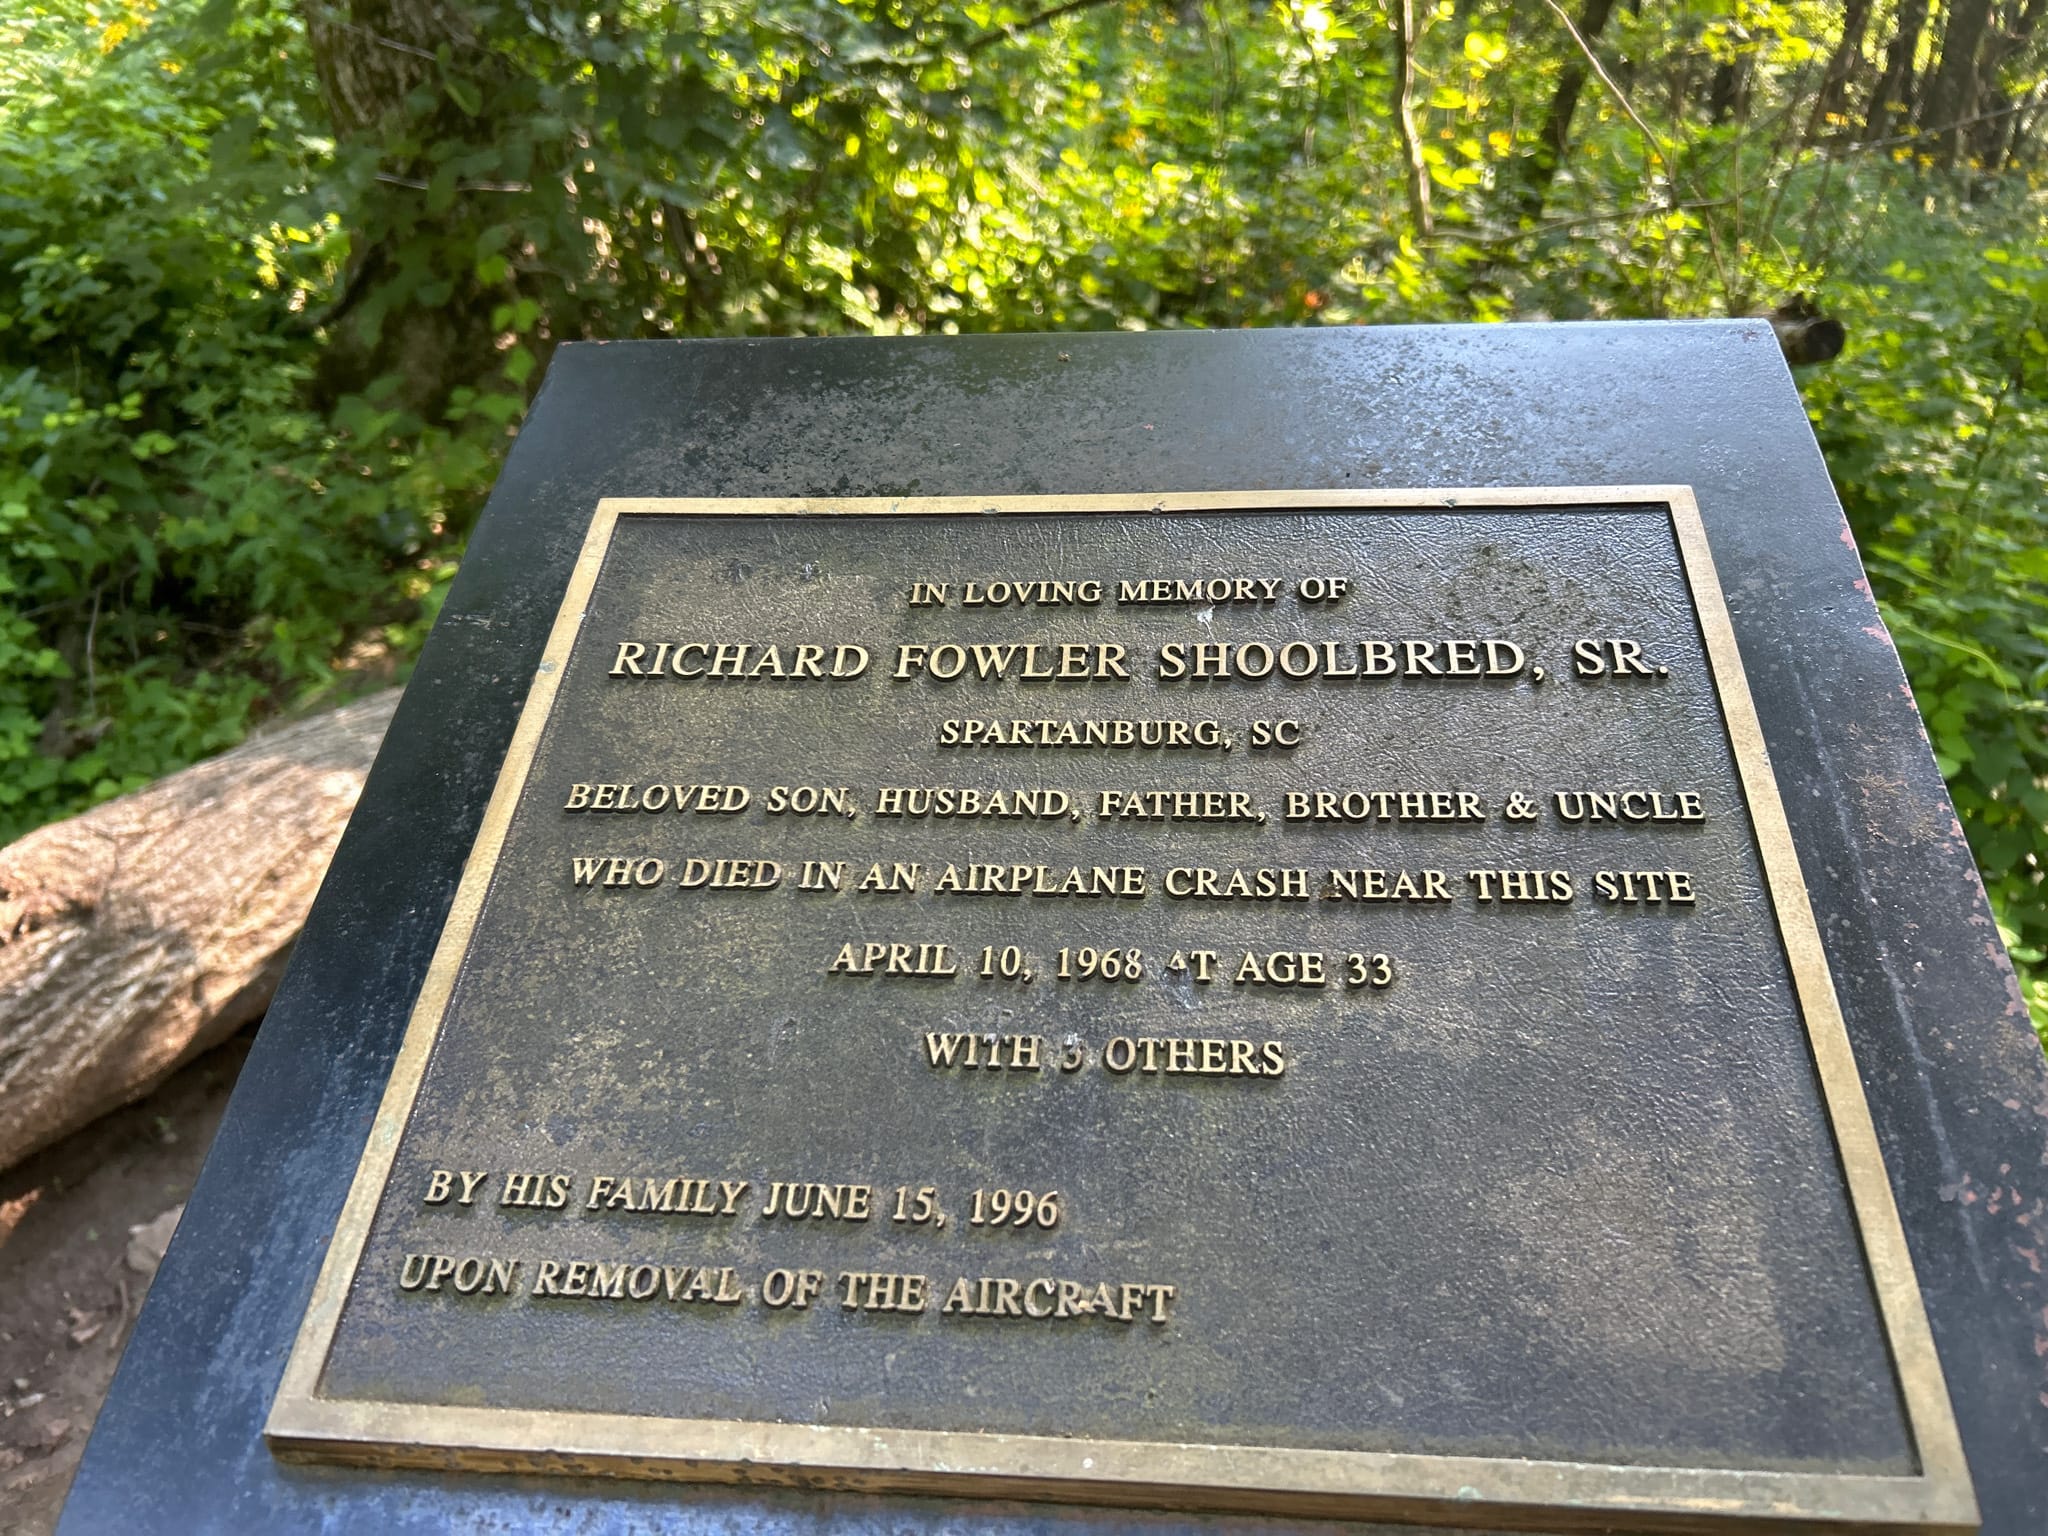 IN LOVING MEMORY OF
RICHARD FOWLER SHOOLBRED, SR.
SPARTANBURG, SC
BELOVED SON, HUSBAND, FATHER, BROTHER & UNCLE
WHO DIED IN AN AIRPLANE CRASH NEAR THIS SITE
APRIL 10, 1968 AT AGE 33
WITH 3 OTHERS
BY HIS FAMILY JUNE 15, 1996
UPON REMOVAL OF THE AIRCRAFT